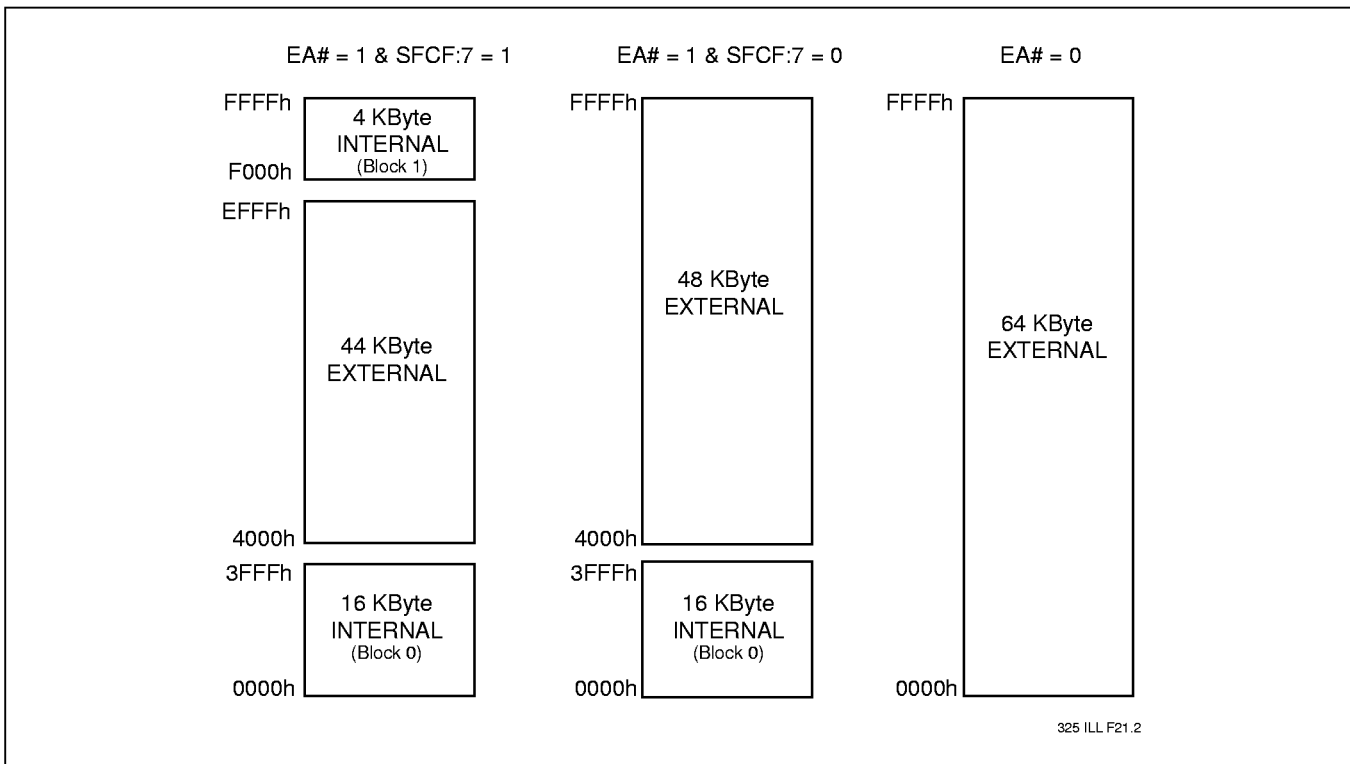 EA# = 1 & SFCF:7 = 1
FFFFh
4 KByte
INTERNAL
(Block 1)
F000h
EFFFh
44 KByte
EXTERNAL
4000h
3FFFh
16 KByte
INTERNAL
(Block 0)
0000h
EA# = 1 & SFCF:7 = 0
FFFFh
48 KByte
EXTERNAL
4000h
3FFFh
16 KByte
INTERNAL
(Block 0)
0000h
EA# = 0
FFFFh
64 KByte
EXTERNAL
0000h
325 ILL F21.2